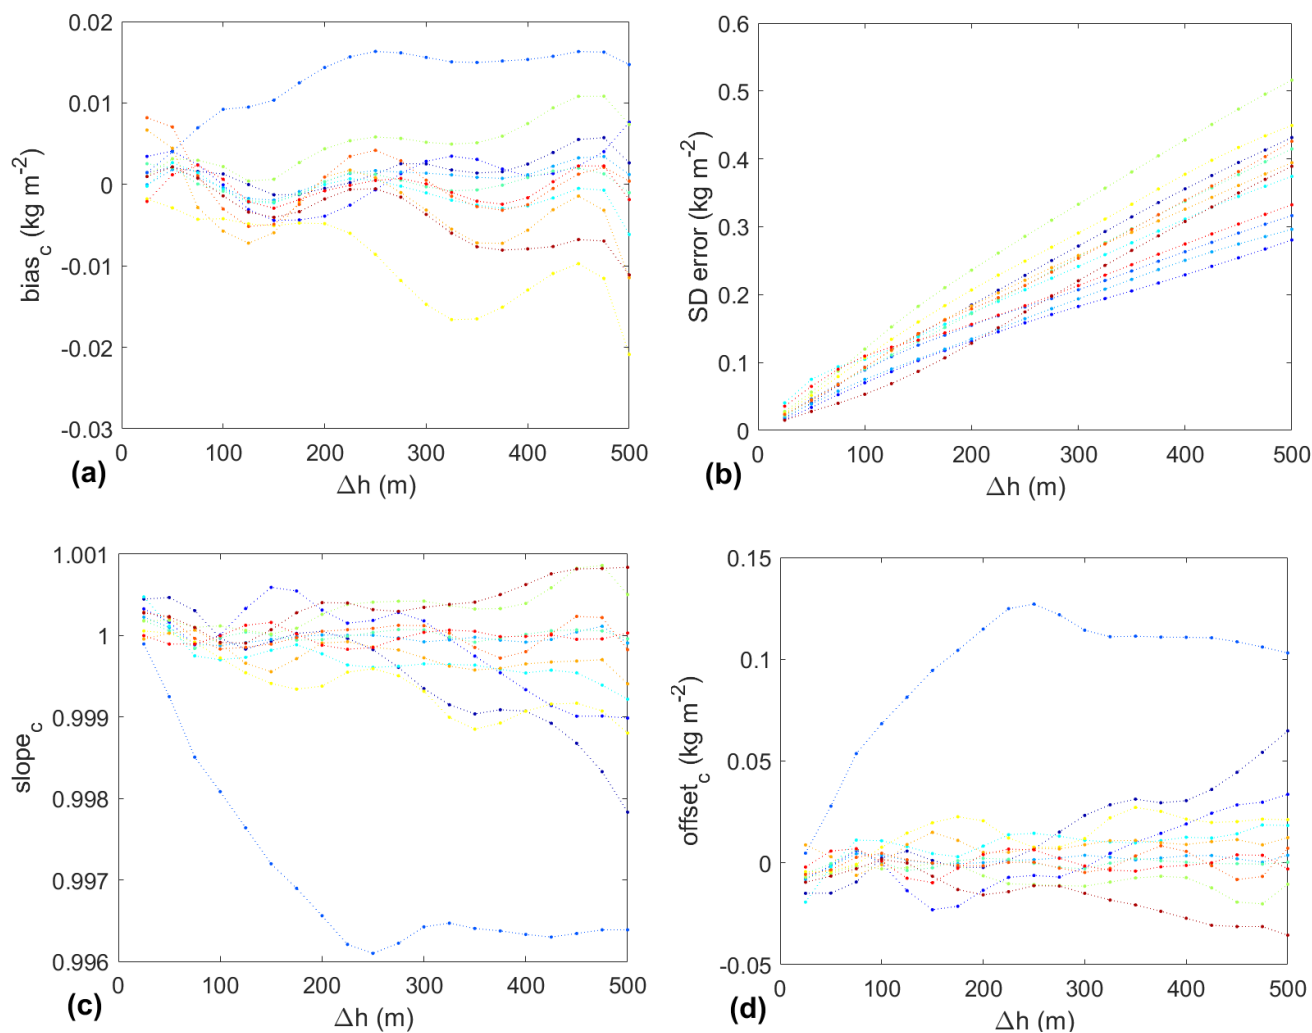 0.02
0.01
0
-0.01
-0.02
-0.03
bias_c (kg m^-2)
0 100 200 300 400 500
Δh (m)
(a)
0.6
0.5
0.4
0.3
0.2
0.1
0
SD error (kg m^-2)
0 100 200 300 400 500
Δh (m)
(b)
1.001
1
0.999
0.998
0.997
0.996
slope_c
0 100 200 300 400 500
Δh (m)
(c)
0.15
0.1
0.05
0
-0.05
offset_c (kg m^-2)
0 100 200 300 400 500
Δh (m)
(d)